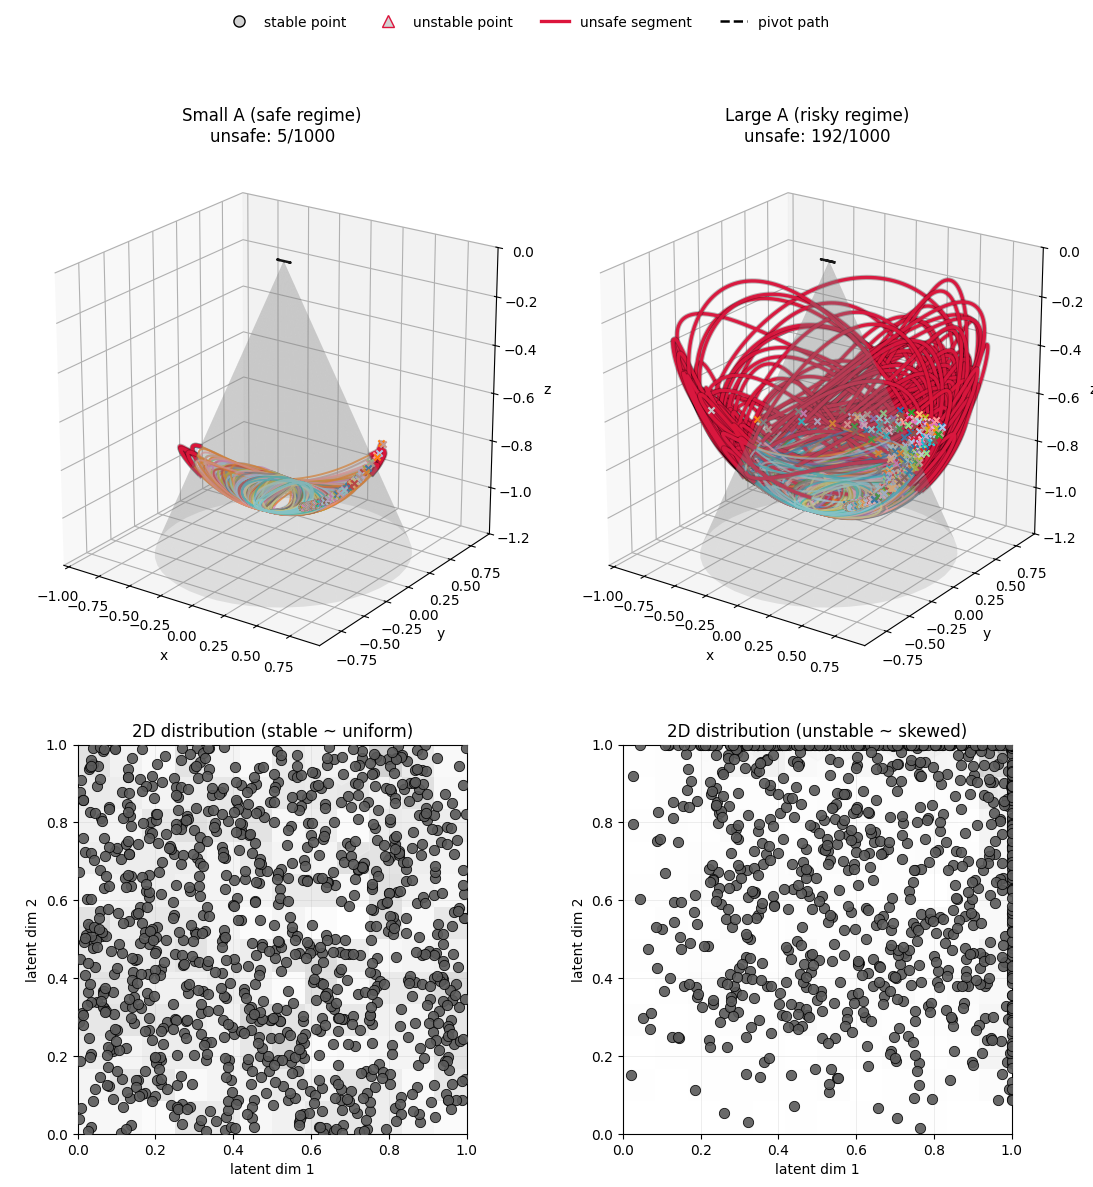 stable point
unstable point
unsafe segment
pivot path
Small A (safe regime)
unsafe: 5/1000
0.0
−0.2
−0.4
−0.6
−0.8
−1.0
−1.2
z
−1.00
−0.75
−0.50
−0.25
0.00
0.25
0.50
0.75
x
−0.75
−0.50
−0.25
0.00
0.25
0.50
0.75
y
Large A (risky regime)
unsafe: 192/1000
0.0
−0.2
−0.4
−0.6
−0.8
−1.0
−1.2
z
−1.00
−0.75
−0.50
−0.25
0.00
0.25
0.50
0.75
x
−0.75
−0.50
−0.25
0.00
0.25
0.50
0.75
y
2D distribution (stable ~ uniform)
1.0
0.8
0.6
0.4
0.2
0.0
latent dim 2
0.0 0.2 0.4 0.6 0.8 1.0
latent dim 1
2D distribution (unstable ~ skewed)
1.0
0.8
0.6
0.4
0.2
0.0
latent dim 2
0.0 0.2 0.4 0.6 0.8 1.0
latent dim 1